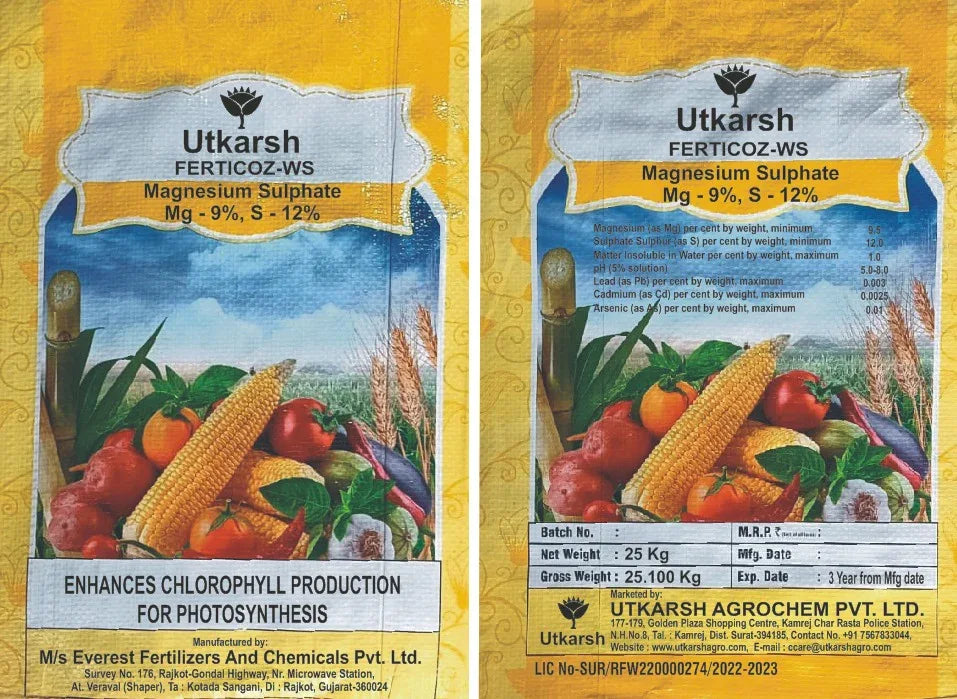 Utkarsh
FERTICOZ-WS
Magnesium Sulphate
Mg - 9%, S - 12%
ENHANCES CHLOROPHYLL PRODUCTION
FOR PHOTOSYNTHESIS
Manufactured by:
M/s Everest Fertilizers And Chemicals Pvt. Ltd.
Survey No. 176, Rajkot-Gondal Highway, Nr. Microwave Station,
At. Veraval (Shaper), Ta : Kotada Sangani, Di : Rajkot, Gujarat-360024
Utkarsh
FERTICOZ-WS
Magnesium Sulphate
Mg - 9%, S - 12%
Magnesium (as Mg) per cent by weight, minimum 9.5
Sulphate Sulphur (as S) per cent by weight, minimum 12.0
Matter Insoluble in Water per cent by weight, maximum 1.0
pH (5% solution) 5.0-8.0
Lead (as Pb) per cent by weight, maximum 0.003
Cadmium (as Cd) per cent by weight, maximum 0.0025
Arsenic (as As) per cent by weight, maximum 0.01
Batch No. : M.R.P. ₹ :
Net Weight : 25 Kg Mfg. Date :
Gross Weight : 25.100 Kg Exp. Date : 3 Year from Mfg date
Marketed by:
Utkarsh
UTKARSH AGROCHEM PVT. LTD.
177-179, Golden Plaza Shopping Centre, Kamrej Char Rasta Police Station,
N.H.No.8, Tal. : Kamrej, Dist. Surat-394185, Contact No. +91 7567833044,
Website : www.utkarshagro.com, E-mail : ccare@utkarshagro.com
LIC No-SUR/RFW220000274/2022-2023